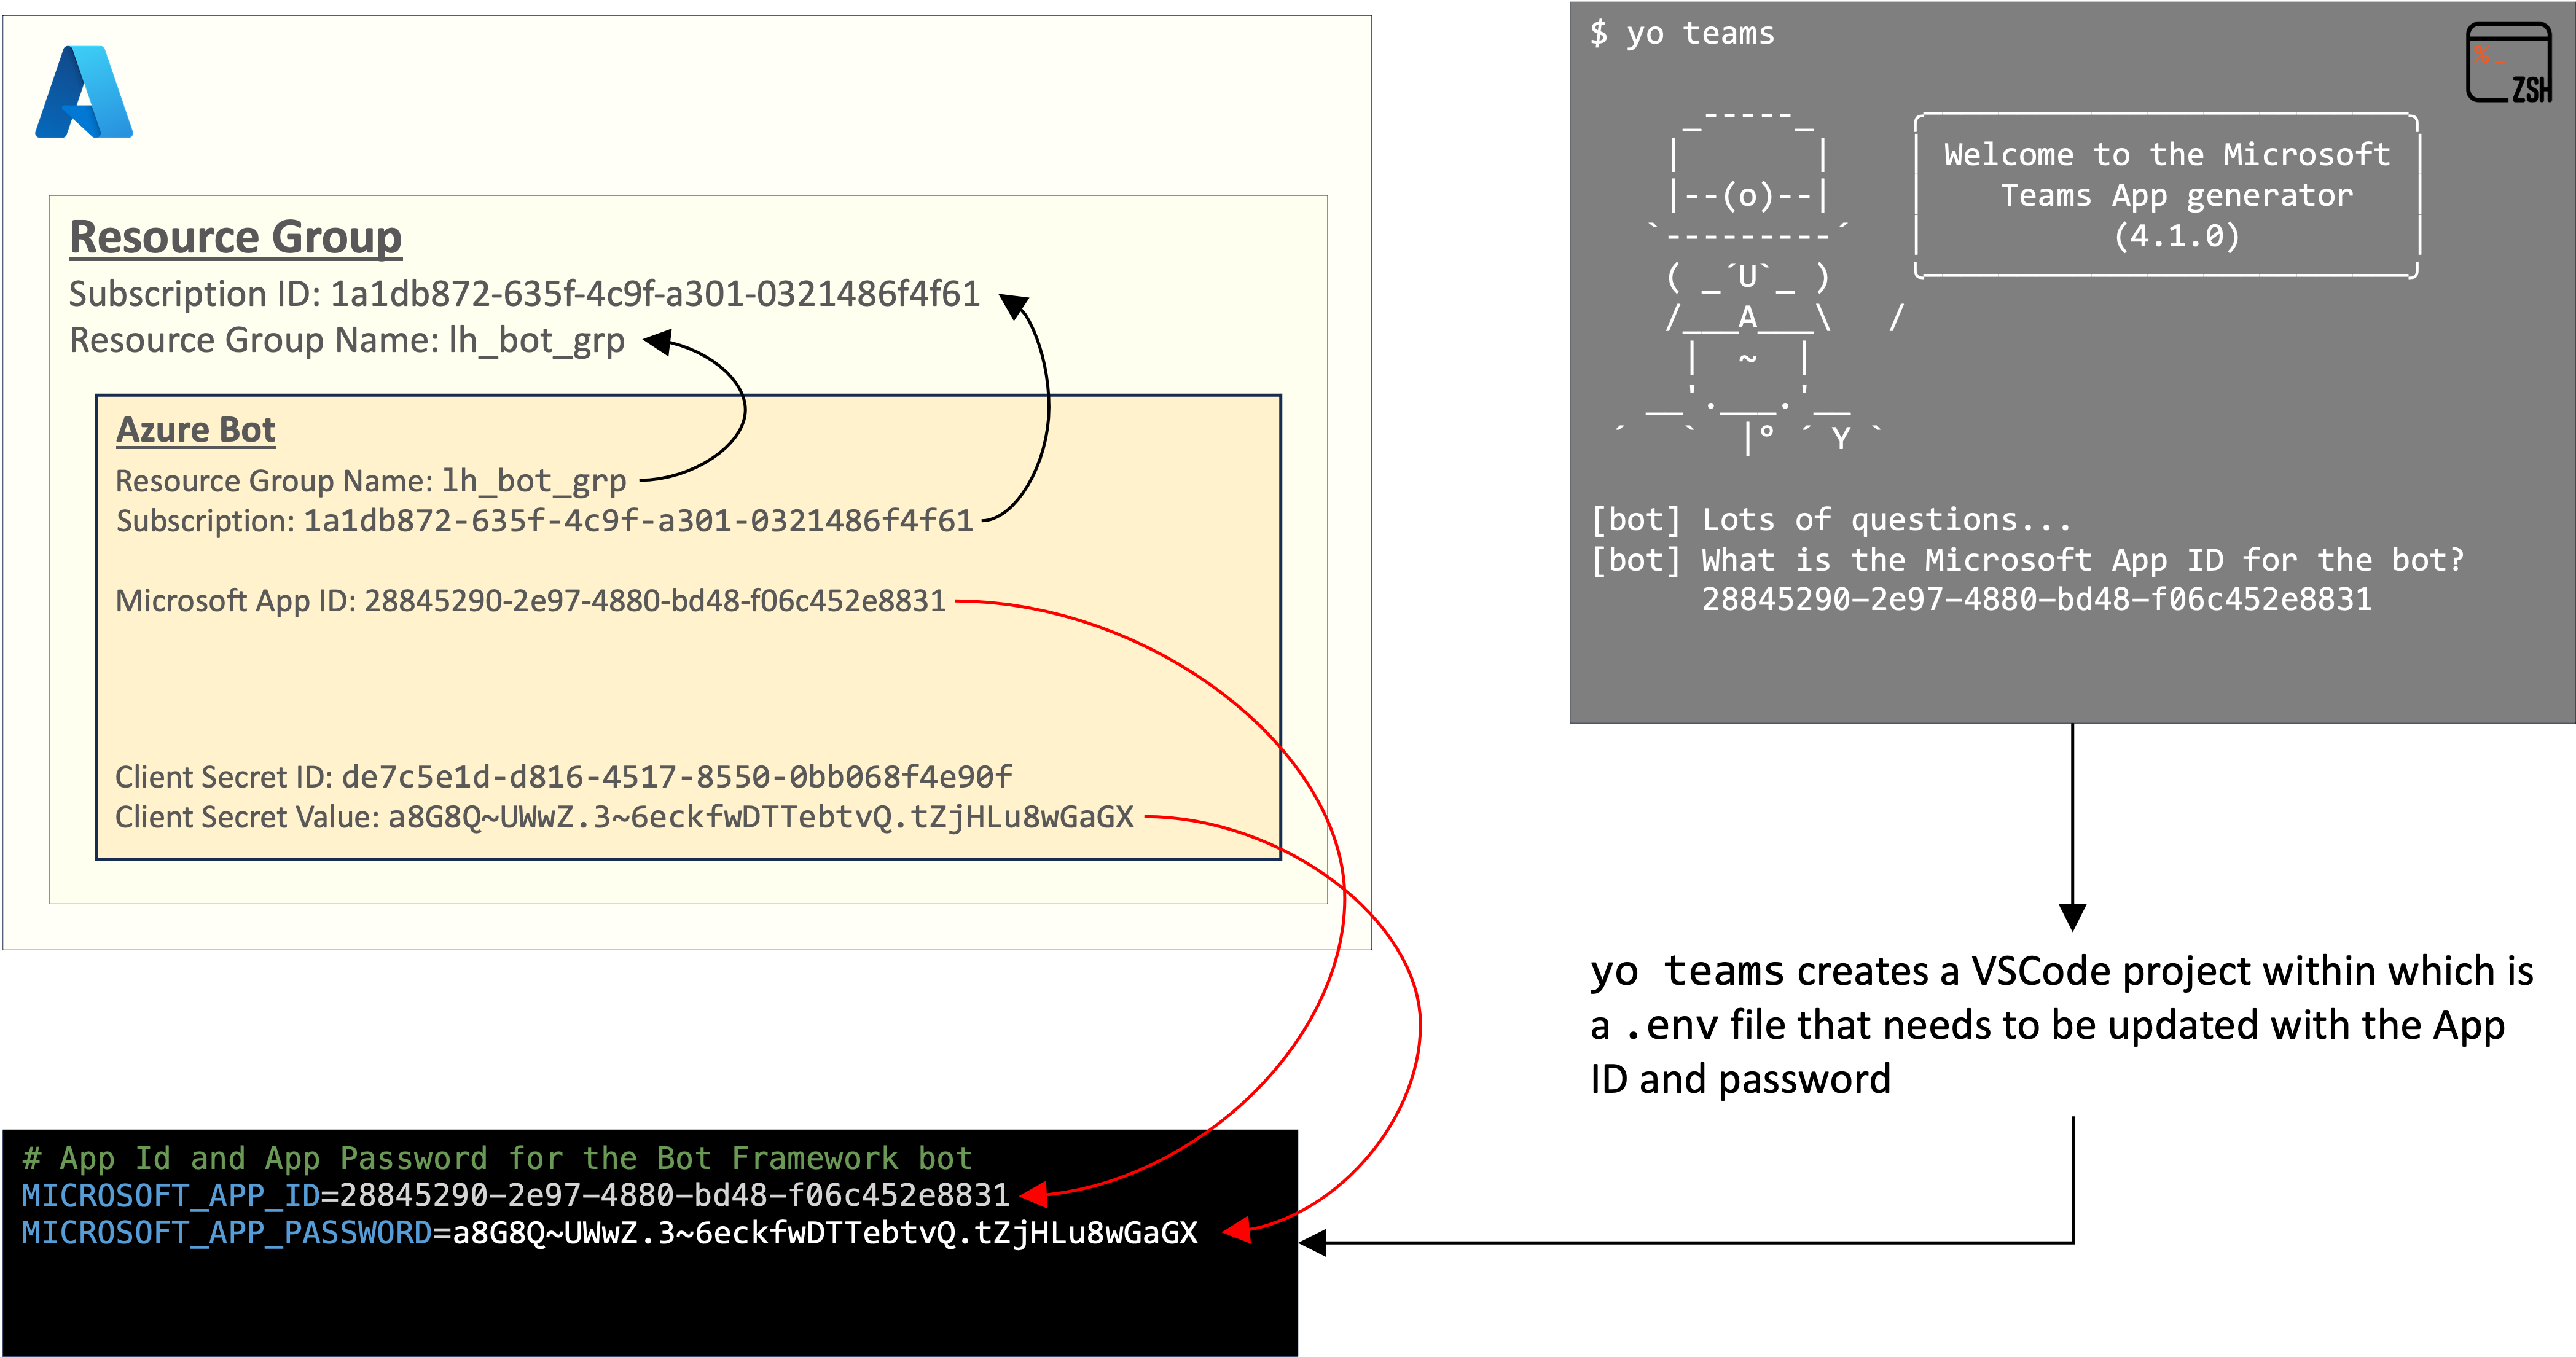 Resource Group
Subscription ID: 1a1db872-635f-4c9f-a301-0321486f4f61
Resource Group Name: lh_bot_grp
Azure Bot
Resource Group Name: lh_bot_grp
Subscription: 1a1db872-635f-4c9f-a301-0321486f4f61
Microsoft App ID: 28845290-2e97-4880-bd48-f06c452e8831
Client Secret ID: de7c5e1d-d816-4517-8550-0bb068f4e90f
Client Secret Value: a8G8Q~UWwZ.3~6eckfwDTTebtvQ.tZjHLu8wGaGX
$ yo teams
%_
ZSH
Welcome to the Microsoft
Teams App generator
(4.1.0)
[bot] Lots of questions...
[bot] What is the Microsoft App ID for the bot?
28845290-2e97-4880-bd48-f06c452e8831
yo teams creates a VSCode project within which is
a .env file that needs to be updated with the App
ID and password
# App Id and App Password for the Bot Framework bot
MICROSOFT_APP_ID=28845290-2e97-4880-bd48-f06c452e8831
MICROSOFT_APP_PASSWORD=a8G8Q~UWwZ.3~6eckfwDTTebtvQ.tZjHLu8wGaGX